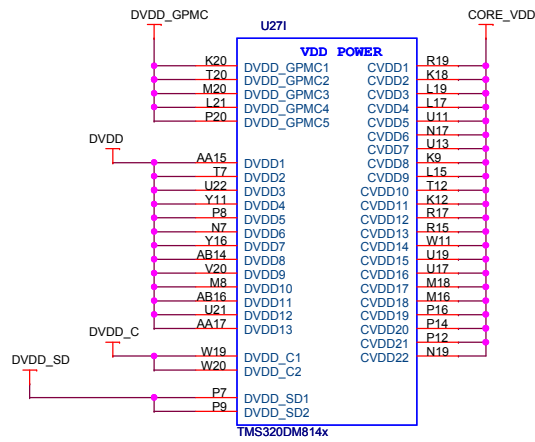 DVDD_GPMC
CORE_VDD
U27I
VDD POWER
K20 DVDD_GPMC1 CVDD1 R19
T20 DVDD_GPMC2 CVDD2 K18
M20 DVDD_GPMC3 CVDD3 L19
L21 DVDD_GPMC4 CVDD4 L17
P20 DVDD_GPMC5 CVDD5 U11
CVDD6 N17
DVDD
CVDD7 U13
AA15 DVDD1 CVDD8 K9
T7 DVDD2 CVDD9 L15
U22 DVDD3 CVDD10 T12
Y11 DVDD4 CVDD11 K12
P8 DVDD5 CVDD12 R17
N7 DVDD6 CVDD13 R15
Y16 DVDD7 CVDD14 W11
AB14 DVDD8 CVDD15 U19
V20 DVDD9 CVDD16 U17
M8 DVDD10 CVDD17 M18
AB16 DVDD11 CVDD18 M16
U21 DVDD12 CVDD19 P16
AA17 DVDD13 CVDD20 P14
DVDD_C
CVDD21 P12
W19 DVDD_C1 CVDD22 N19
W20 DVDD_C2
DVDD_SD
P7 DVDD_SD1
P9 DVDD_SD2
TMS320DM814x